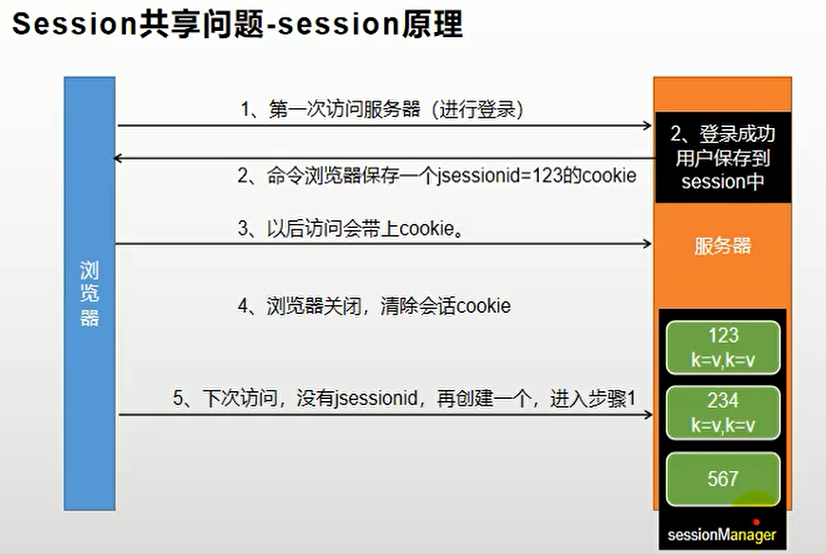 Session共享问题-session原理
1、第一次访问服务器（进行登录）
2、登录成功
用户保存到
session中
2、命令浏览器保存一个jsessionid=123的cookie
3、以后访问会带上cookie。
服务器
浏
览
器
4、浏览器关闭，清除会话cookie
123
k=v,k=v
5、下次访问，没有jsessionid，再创建一个，进入步骤1
234
k=v,k=v
567
sessionManager